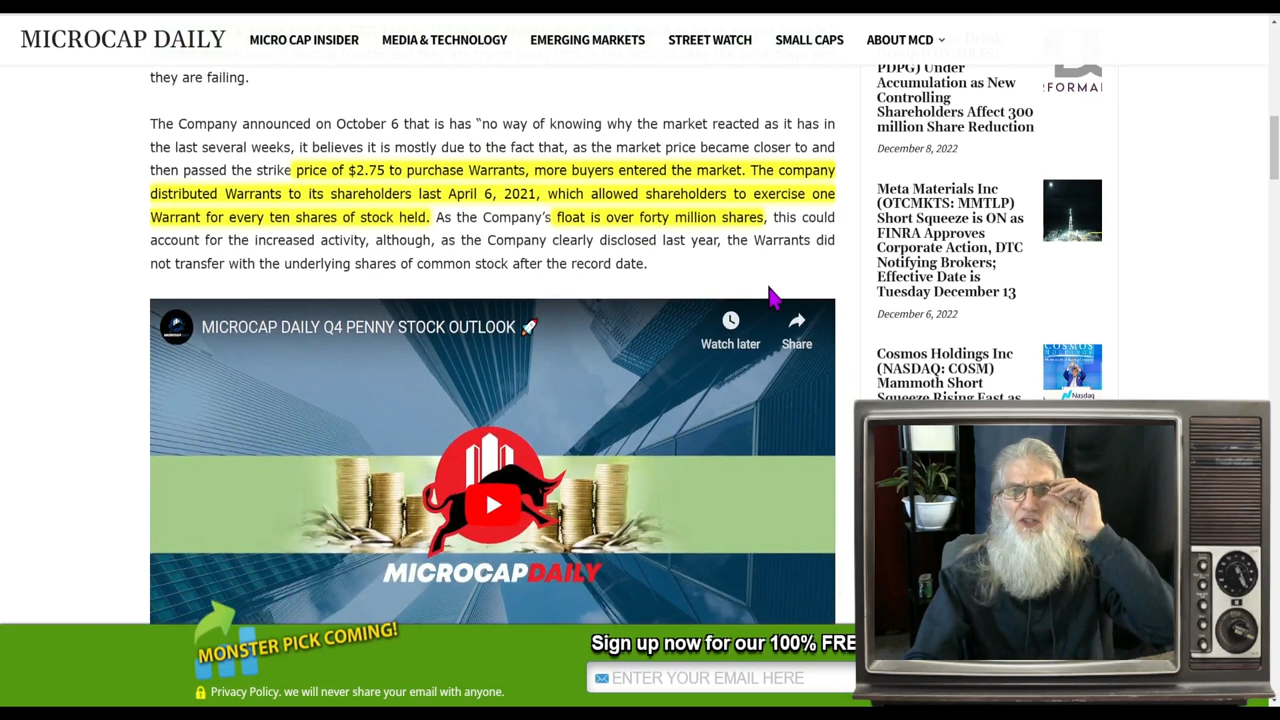 MICROCAP DAILY
MICRO CAP INSIDER
MEDIA & TECHNOLOGY
EMERGING MARKETS
STREET WATCH
SMALL CAPS
ABOUT MCD
they are failing.
The Company announced on October 6 that is has “no way of knowing why the market reacted as it has in
the last several weeks, it believes it is mostly due to the fact that, as the market price became closer to and
then passed the strike price of $2.75 to purchase Warrants, more buyers entered the market. The company
distributed Warrants to its shareholders last April 6, 2021, which allowed shareholders to exercise one
Warrant for every ten shares of stock held. As the Company’s float is over forty million shares, this could
account for the increased activity, although, as the Company clearly disclosed last year, the Warrants did
not transfer with the underlying shares of common stock after the record date.
MICROCAP DAILY Q4 PENNY STOCK OUTLOOK
Watch later
Share
MICROCAPDAILY
PDPG) Under
Accumulation as New
Controlling
Shareholders Affect 300
million Share Reduction
December 8, 2022
Meta Materials Inc
(OTCMKTS: MMTLP)
Short Squeeze is ON as
FINRA Approves
Corporate Action, DTC
Notifying Brokers;
Effective Date is
Tuesday December 13
December 6, 2022
Cosmos Holdings Inc
(NASDAQ: COSM)
Mammoth Short
Squeeze Rising Fast as
Nasdaq
MONSTER PICK COMING!
Privacy Policy. we will never share your email with anyone.
Sign up now for our 100% FRE
ENTER YOUR EMAIL HERE